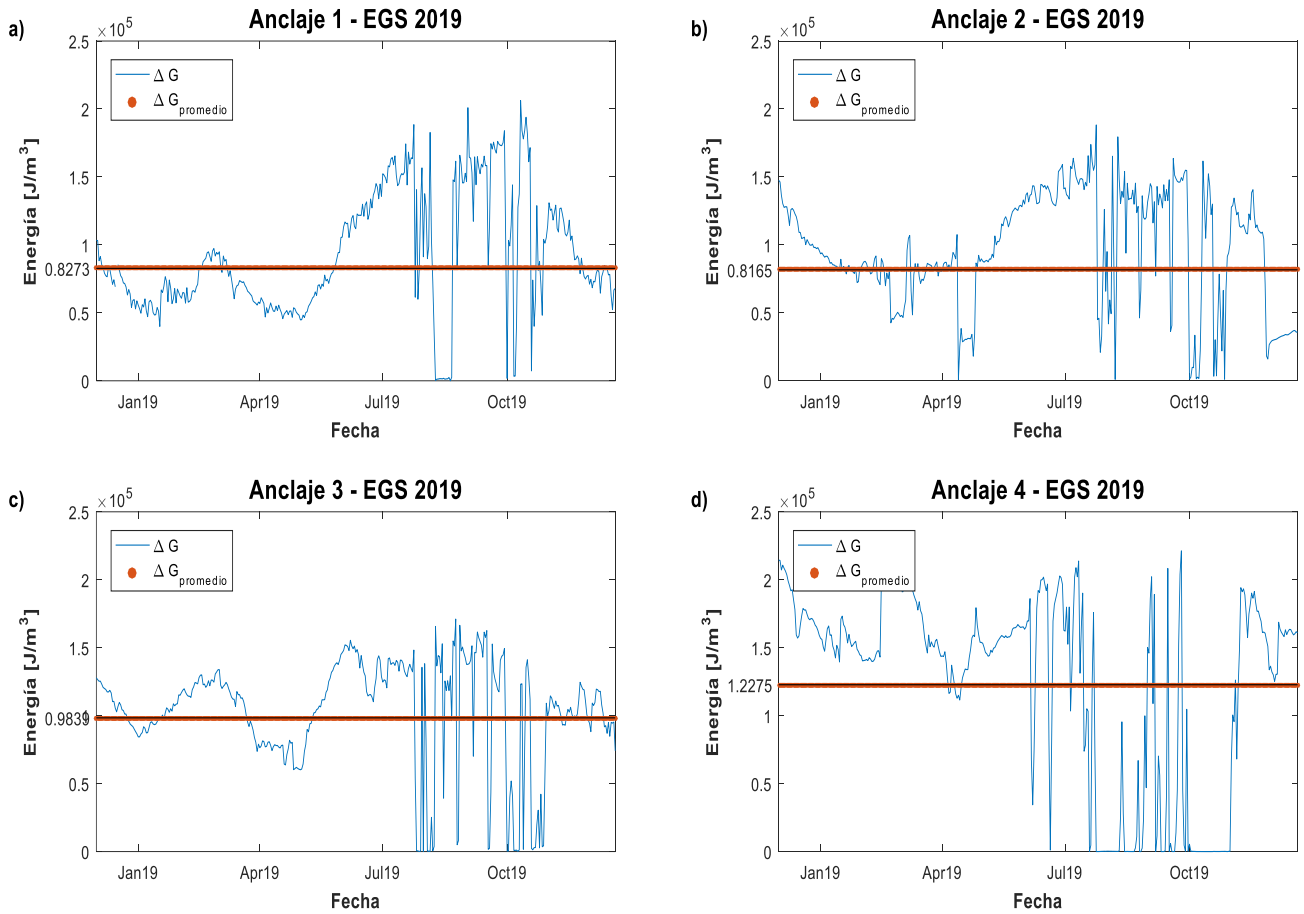 a)
Anclaje 1 - EGS 2019
×10^5
Δ G
Δ G_promedio
2.5
2
1.5
1
0.8273
0.5
0
Energía [J/m^3]
Jan19 Apr19 Jul19 Oct19
Fecha
b)
Anclaje 2 - EGS 2019
×10^5
Δ G
Δ G_promedio
2.5
2
1.5
1
0.8165
0.5
0
Energía [J/m^3]
Jan19 Apr19 Jul19 Oct19
Fecha
c)
Anclaje 3 - EGS 2019
×10^5
Δ G
Δ G_promedio
2.5
2
1.5
1
0.9839
0.5
0
Energía [J/m^3]
Jan19 Apr19 Jul19 Oct19
Fecha
d)
Anclaje 4 - EGS 2019
×10^5
Δ G
Δ G_promedio
2.5
2
1.5
1.2275
1
0.5
0
Energía [J/m^3]
Jan19 Apr19 Jul19 Oct19
Fecha